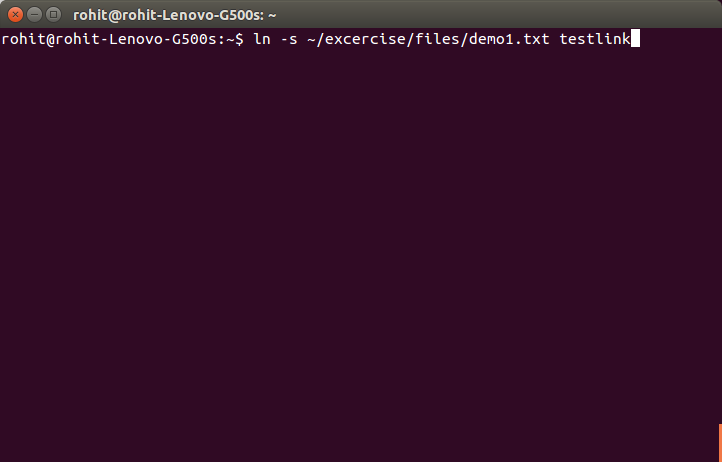 rohit@rohit-Lenovo-G500s: ~
rohit@rohit-Lenovo-G500s:~$ ln -s ~/excercise/files/demo1.txt testlink